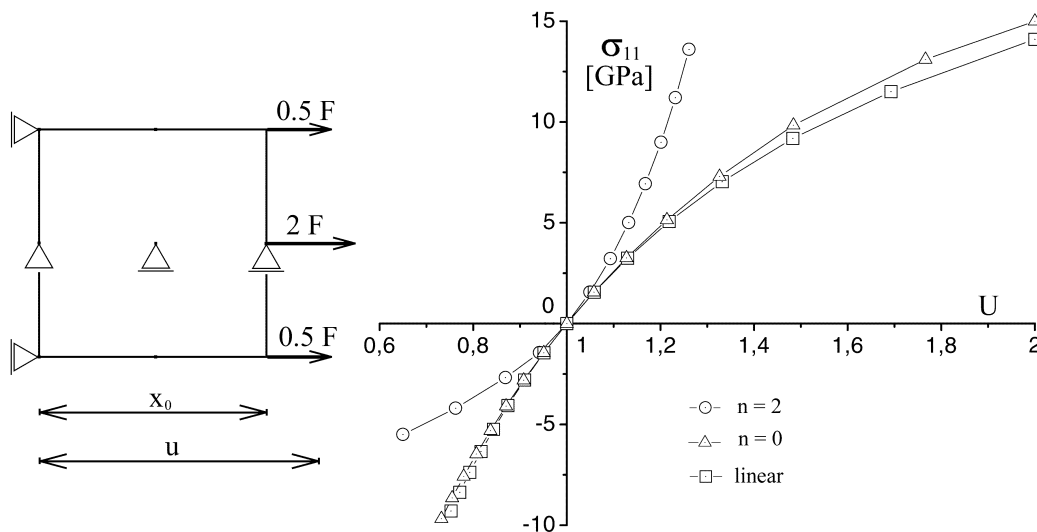 0.5 F
2 F
0.5 F
x₀
u
15
σ₁₁
[GPa]
10
5
0
U
0,6
0,8
1
1,2
1,4
1,6
1,8
2
-5
-10
n = 2
n = 0
linear